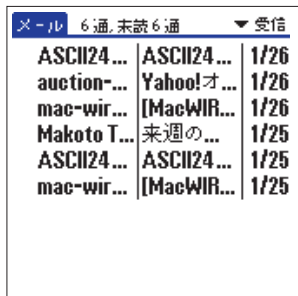 メール 6通,未読6通 ▼ 受信
ASCII24... ASCII24... 1/26
auction-... Yahoo!オ... 1/26
mac-wir... [MacWIR... 1/26
Makoto T... 来週の... 1/25
ASCII24... ASCII24... 1/25
mac-wir... [MacWIR... 1/25